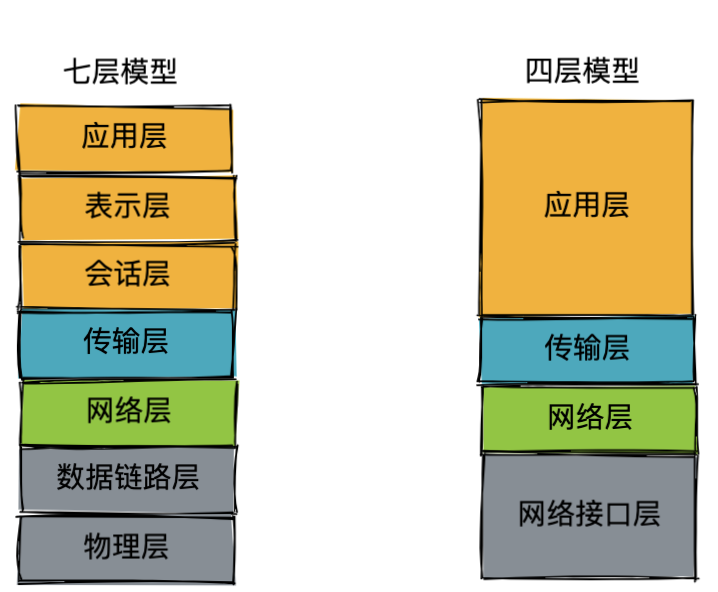 七层模型
应用层
表示层
会话层
传输层
网络层
数据链路层
物理层
四层模型
应用层
传输层
网络层
网络接口层